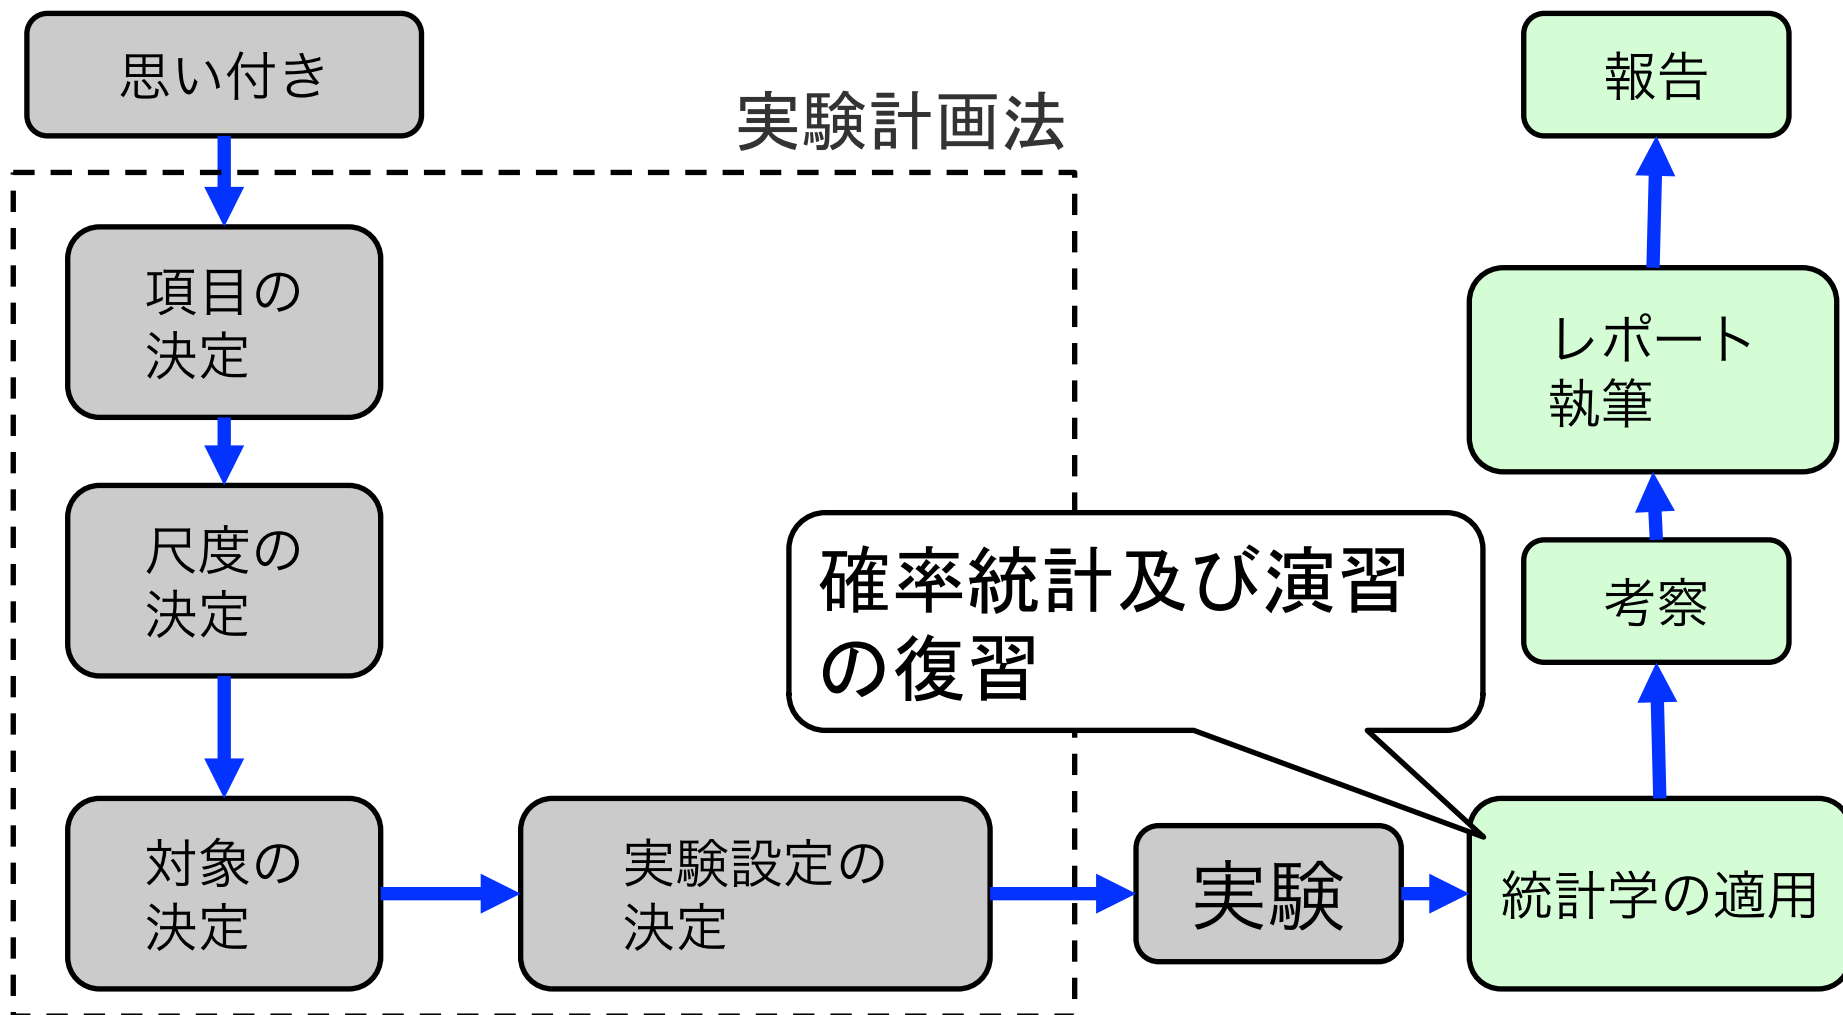 思い付き
実験計画法
項目の
決定
尺度の
決定
対象の
決定
実験設定の
決定
実験
確率統計及び演習
の復習
統計学の適用
考察
レポート
執筆
報告